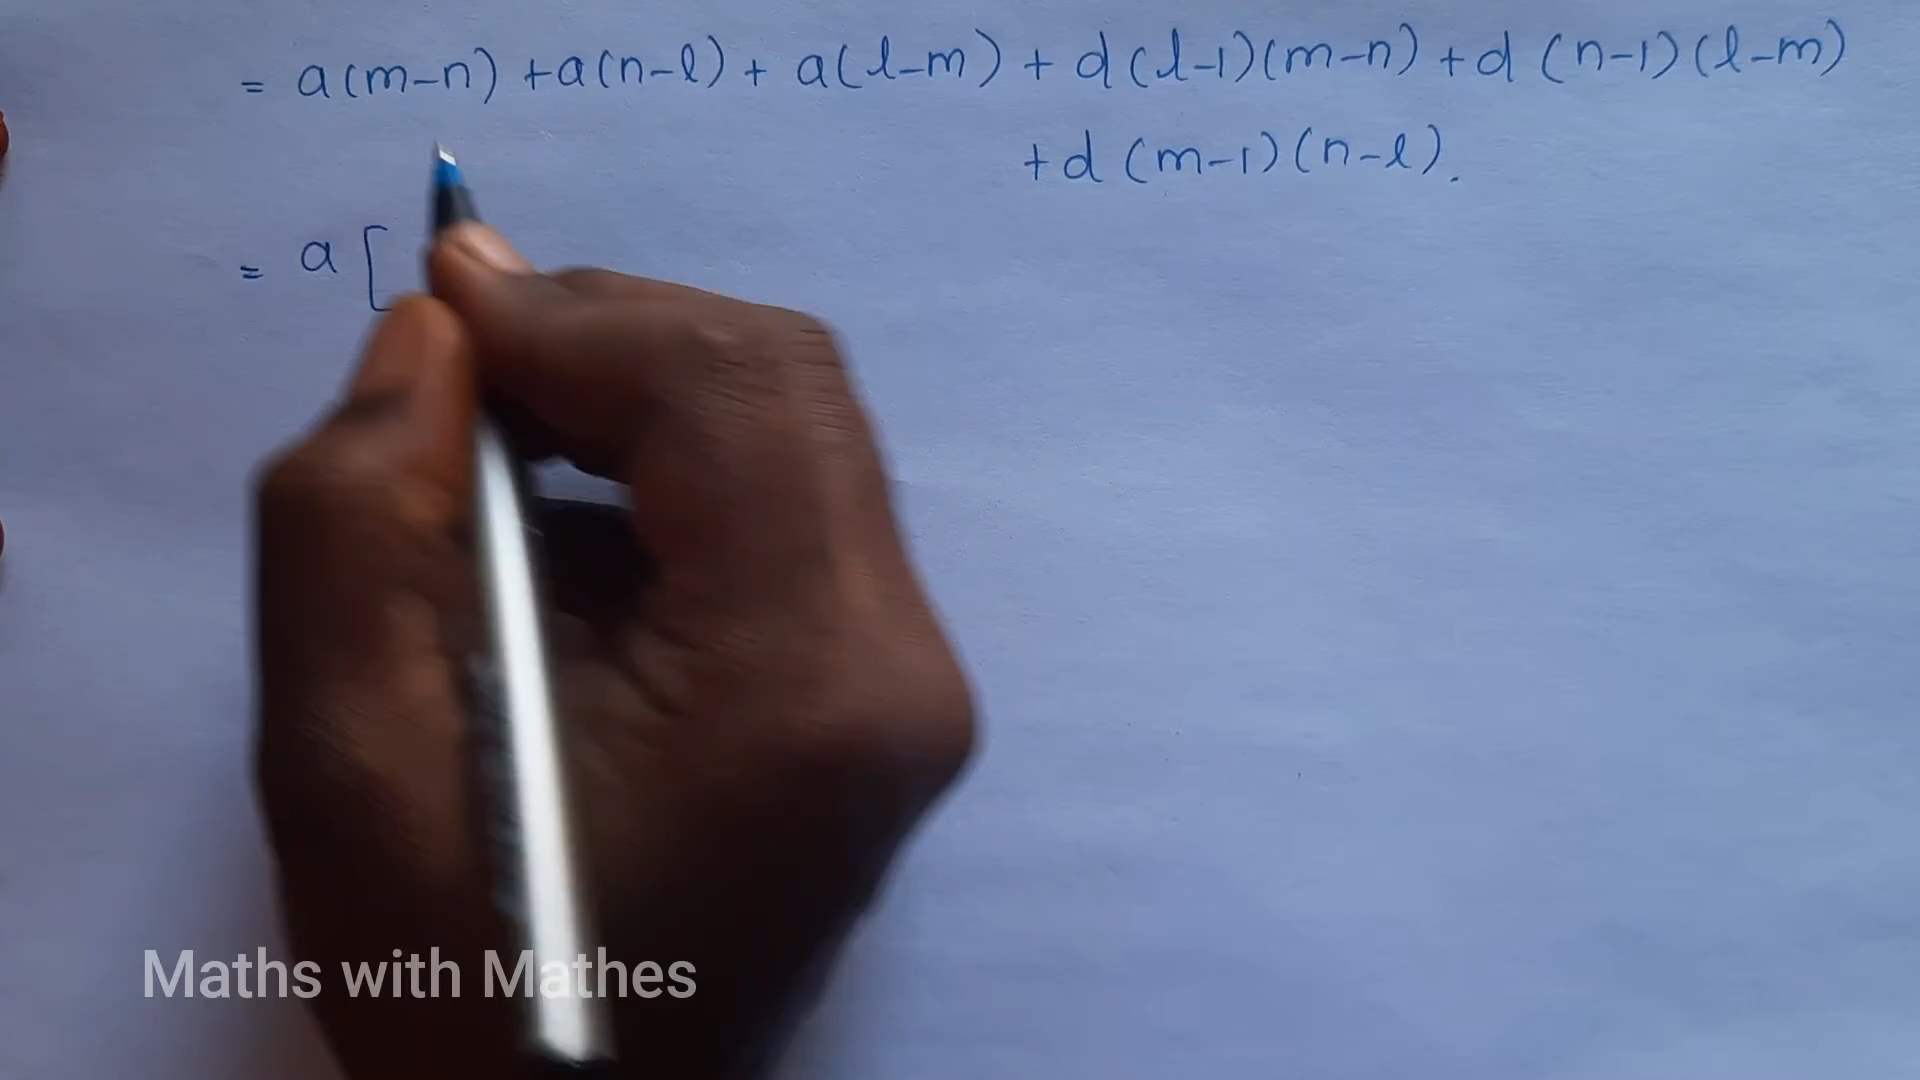 = a(m-n) +a(n-l) + a(l-m) + d(l-1)(m-n) +d (n-1)(l-m)
+d (m-1)(n-l).
= a [
Maths with Mathes